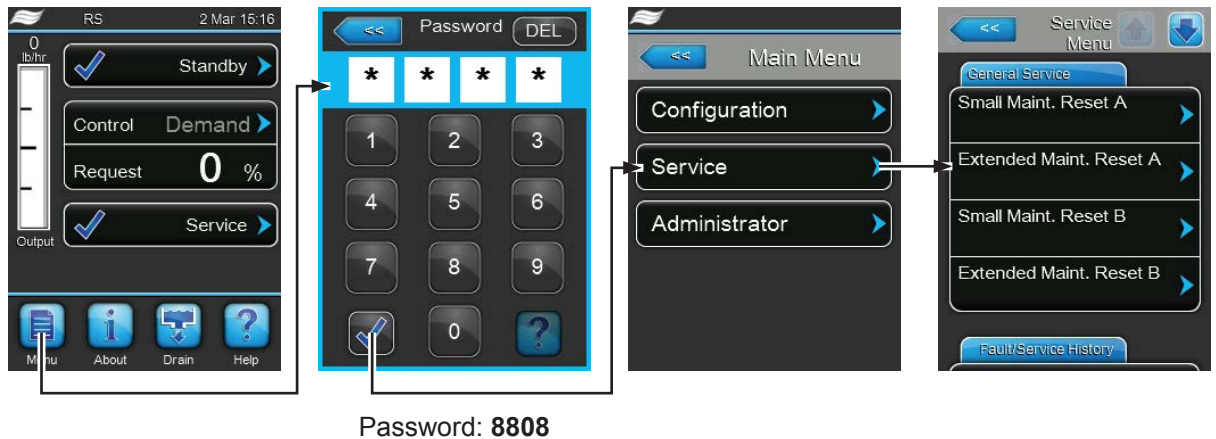 RS 2 Mar 15:16
0
lb/hr
Standby
Control Demand
Request 0 %
Service
Output
Menu About Drain Help
<< Password DEL
* * * *
1 2 3
4 5 6
7 8 9
0 ?
Password: 8808
<< Main Menu
Configuration
Service
Administrator
<< Service
Menu
General Service
Small Maint. Reset A
Extended Maint. Reset A
Small Maint. Reset B
Extended Maint. Reset B
Fault/Service History